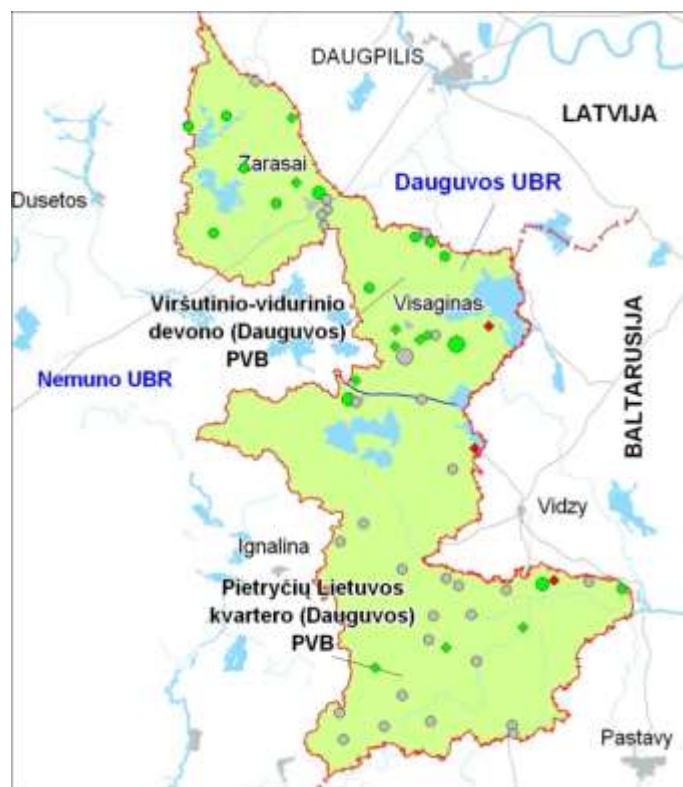 DAUGPILIS
LATVIJA
Zarasai
Dauguvos UBR
Dusetos
Viršutinio-vidurinio
devono (Dauguvos)
PVB
Visaginas
Nemuno UBR
BALTARUSIJA
Vidzy
Ignalina
Pietryčių Lietuvos
kvartero (Dauguvos)
PVB
Pastavy